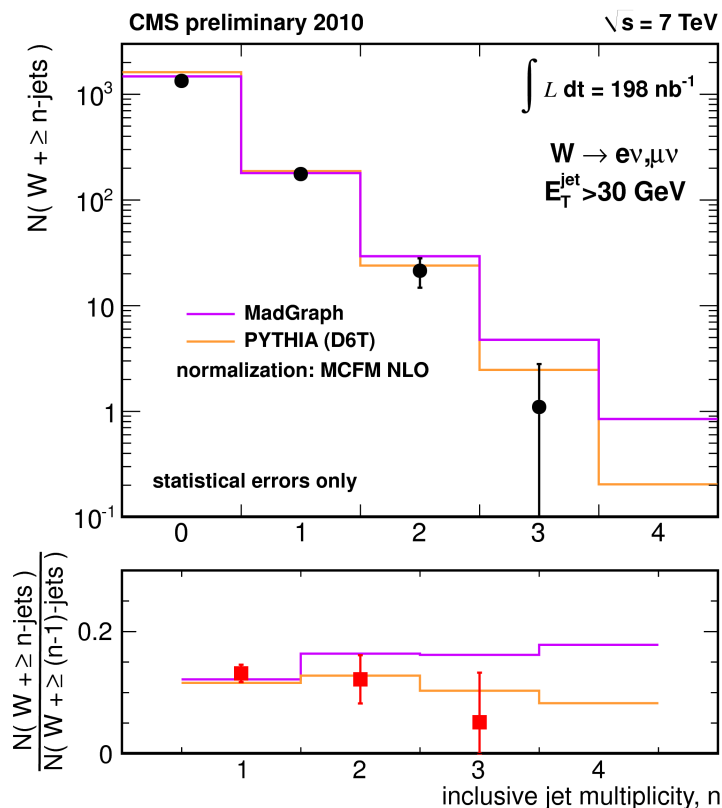 CMS preliminary 2010
√s = 7 TeV
N( W + ≥ n-jets)
∫ L dt = 198 nb⁻¹
W → eν,μν
E_T^jet >30 GeV
10³
10²
10
1
10⁻¹
MadGraph
PYTHIA (D6T)
normalization: MCFM NLO
statistical errors only
0 1 2 3 4
N( W + ≥ n-jets )
N( W + ≥ (n-1)-jets )
0.2
0
1 2 3 4
inclusive jet multiplicity, n